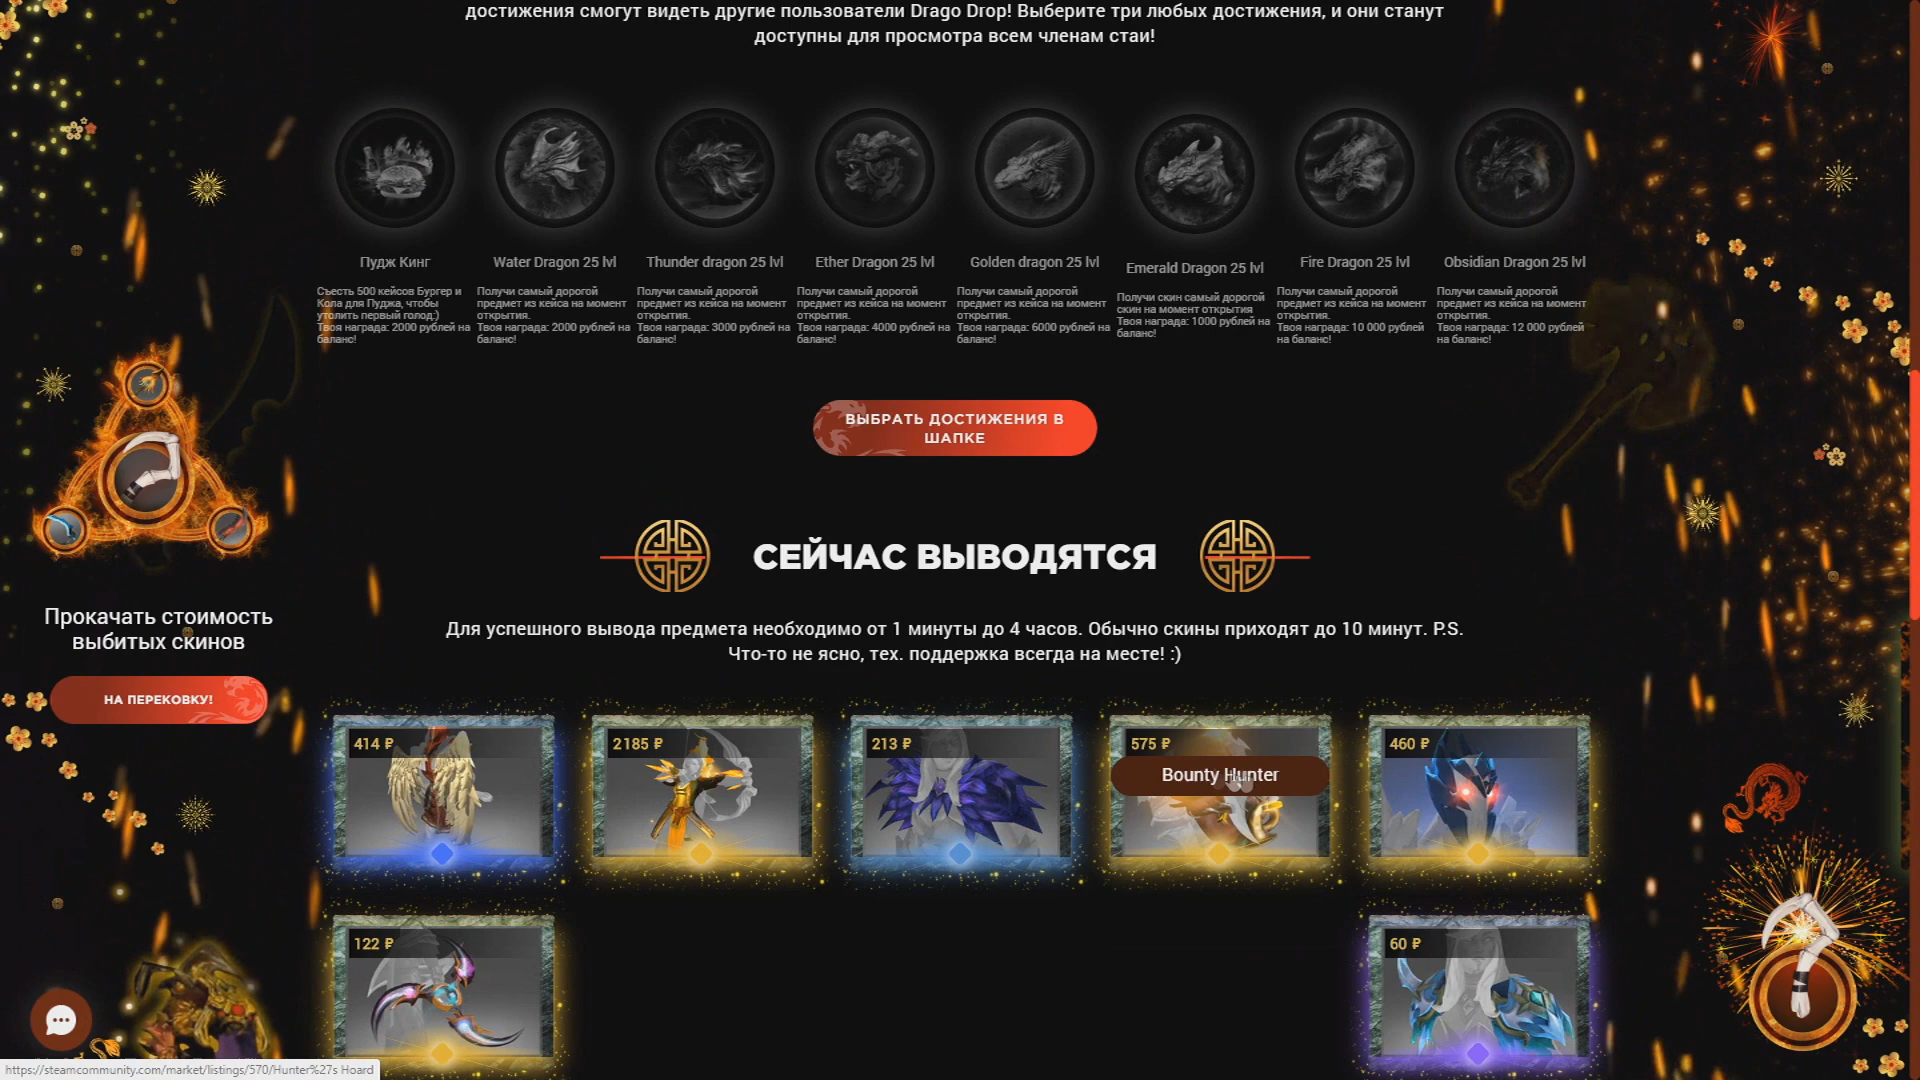 достижения смогут видеть другие пользователи Drago Drop! Выберите три любых достижения, и они станут
доступны для просмотра всем членам стаи!
Пудж Кинг
Съесть 500 кейсов Бургер и
Кола для Пуджа, чтобы
утолить первый голод:)
Твоя награда: 2000 рублей на
баланс!
Water Dragon 25 lvl
Получи самый дорогой
предмет из кейса на момент
открытия.
Твоя награда: 2000 рублей на
баланс!
Thunder dragon 25 lvl
Получи самый дорогой
предмет из кейса на момент
открытия.
Твоя награда: 3000 рублей на
баланс!
Ether Dragon 25 lvl
Получи самый дорогой
предмет из кейса на момент
открытия.
Твоя награда: 4000 рублей на
баланс!
Golden dragon 25 lvl
Получи самый дорогой
предмет из кейса на момент
открытия.
Твоя награда: 6000 рублей на
баланс!
Emerald Dragon 25 lvl
Получи скин самый дорогой
скин на момент открытия
Твоя награда: 1000 рублей на
баланс!
Fire Dragon 25 lvl
Получи самый дорогой
предмет из кейса на момент
открытия.
Твоя награда: 10 000 рублей
на баланс!
Obsidian Dragon 25 lvl
Получи самый дорогой
предмет из кейса на момент
открытия.
Твоя награда: 12 000 рублей
на баланс!
ВЫБРАТЬ ДОСТИЖЕНИЯ В
ШАПКЕ
СЕЙЧАС ВЫВОДЯТСЯ
Для успешного вывода предмета необходимо от 1 минуты до 4 часов. Обычно скины приходят до 10 минут. P.S.
Что-то не ясно, тех. поддержка всегда на месте! :)
Прокачать стоимость
выбитых скинов
НА ПЕРЕКОВКУ!
414 ₽
2185 ₽
213 ₽
575 ₽
Bounty Hunter
460 ₽
122 ₽
60 ₽
https://steamcommunity.com/market/listings/570/Hunter%27s Hoard